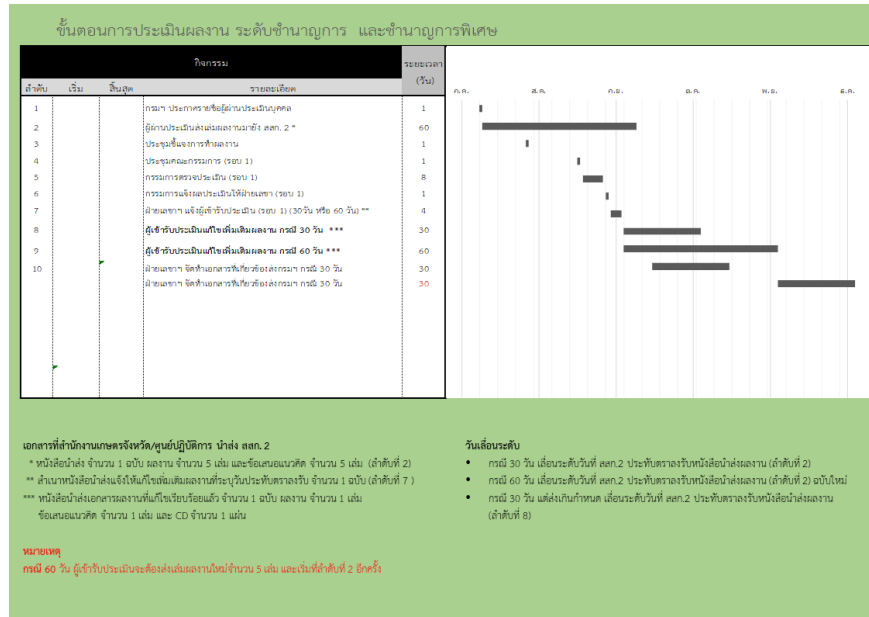 ขั้นตอนการประเมินผลงาน ระดับชำนาญการ และชำนาญการพิเศษ
กิจกรรม ระยะเวลา
ลำดับ เริ่ม สิ้นสุด รายละเอียด (วัน)
ก.ค. ส.ค. ก.ย. ต.ค. พ.ย. ธ.ค.
1 กรมฯ ประกาศรายชื่อผู้ผ่านประเมินบุคคล 1
2 ผู้ผ่านประเมินส่งเล่มผลงานมายัง สสก. 2 * 60
3 ประชุมชี้แจงการทำผลงาน 1
4 ประชุมคณะกรรมการ (รอบ 1) 1
5 กรรมการตรวจประเมิน (รอบ 1) 8
6 กรรมการแจ้งผลประเมินให้ฝ่ายเลขา (รอบ 1) 1
7 ฝ่ายเลขาฯ แจ้งผู้เข้ารับประเมิน (รอบ 1) (30วัน หรือ 60 วัน) ** 4
8 ผู้เข้ารับประเมินแก้ไขเพิ่มเติมผลงาน กรณี 30 วัน *** 30
9 ผู้เข้ารับประเมินแก้ไขเพิ่มเติมผลงาน กรณี 60 วัน *** 60
10 ฝ่ายเลขาฯ จัดทำเอกสารที่เกี่ยวข้องส่งกรมฯ กรณี 30 วัน 30
ฝ่ายเลขาฯ จัดทำเอกสารที่เกี่ยวข้องส่งกรมฯ กรณี 30 วัน 30
เอกสารที่สำนักงานเกษตรจังหวัด/ศูนย์ปฏิบัติการ นำส่ง สสก. 2
* หนังสือนำส่ง จำนวน 1 ฉบับ ผลงาน จำนวน 5 เล่ม และข้อเสนอแนวคิด จำนวน 5 เล่ม (ลำดับที่ 2)
** สำเนาหนังสือนำส่งแจ้งให้แก้ไขเพิ่มเติมผลงานที่ระบุวันประทับตราลงรับ จำนวน 1 ฉบับ (ลำดับที่ 7 )
*** หนังสือนำส่งเอกสารผลงานที่แก้ไขเรียบร้อยแล้ว จำนวน 1 ฉบับ ผลงาน จำนวน 1 เล่ม
ข้อเสนอแนวคิด จำนวน 1 เล่ม และ CD จำนวน 1 แผ่น
หมายเหตุ
กรณี 60 วัน ผู้เข้ารับประเมินจะต้องส่งเล่มผลงานใหม่จำนวน 5 เล่ม และเริ่มที่ลำดับที่ 2 อีกครั้ง
วันเลื่อนระดับ
• กรณี 30 วัน เลื่อนระดับวันที่ สสก.2 ประทับตราลงรับหนังสือนำส่งผลงาน (ลำดับที่ 2)
• กรณี 60 วัน เลื่อนระดับวันที่ สสก.2 ประทับตราลงรับหนังสือนำส่งผลงาน (ลำดับที่ 2) ฉบับใหม่
• กรณี 30 วัน แต่ส่งเกินกำหนด เลื่อนระดับวันที่ สสก.2 ประทับตราลงรับหนังสือนำส่งผลงาน
(ลำดับที่ 8)